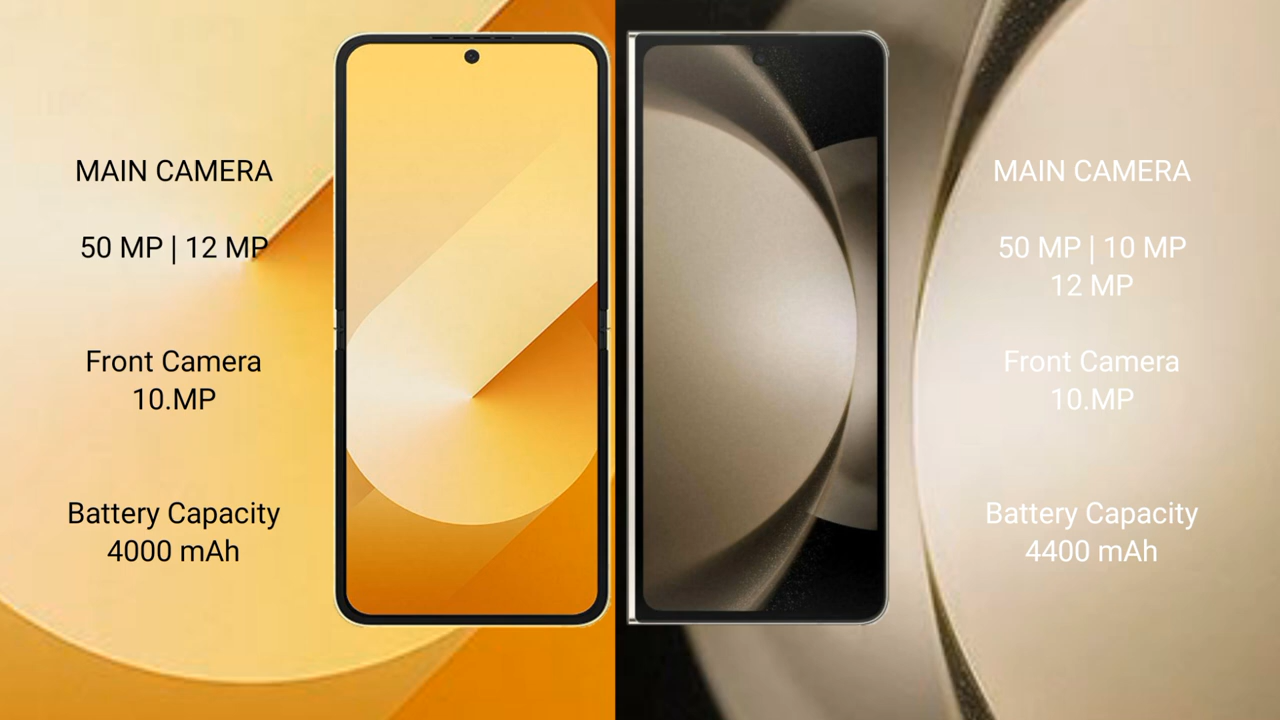 MAIN CAMERA
50 MP | 12 MP
Front Camera
10.MP
Battery Capacity
4000 mAh
MAIN CAMERA
50 MP | 10 MP
12 MP
Front Camera
10.MP
Battery Capacity
4400 mAh